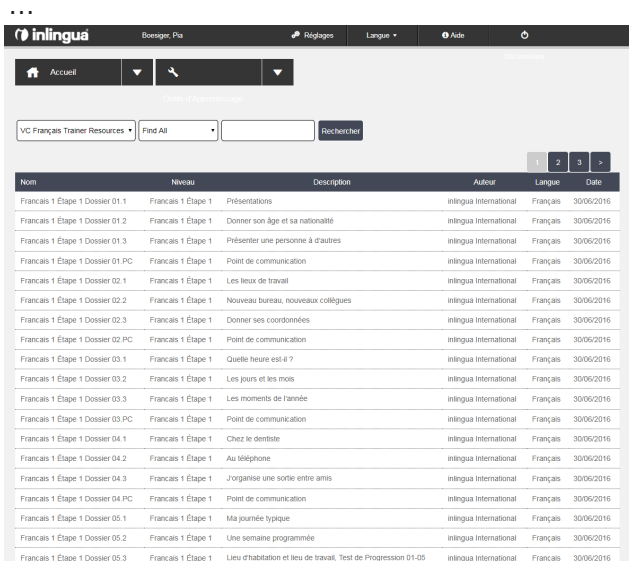 ...
inlingua Boesiger, Pia Réglages Langue Aide
Accueil
VC Français Trainer Resources Find All Rechercher
1 2 3 >
Nom Niveau Description Auteur Langue Date
Francais 1 Étape 1 Dossier 01.1 Francais 1 Étape 1 Présentations inlingua International Français 30/06/2016
Francais 1 Étape 1 Dossier 01.2 Francais 1 Étape 1 Donner son âge et sa nationalité inlingua International Français 30/06/2016
Francais 1 Étape 1 Dossier 01.3 Francais 1 Étape 1 Présenter une personne à d'autres inlingua International Français 30/06/2016
Francais 1 Étape 1 Dossier 01.PC Francais 1 Étape 1 Point de communication inlingua International Français 30/06/2016
Francais 1 Étape 1 Dossier 02.1 Francais 1 Étape 1 Les lieux de travail inlingua International Français 30/06/2016
Francais 1 Étape 1 Dossier 02.2 Francais 1 Étape 1 Nouveau bureau, nouveaux collègues inlingua International Français 30/06/2016
Francais 1 Étape 1 Dossier 02.3 Francais 1 Étape 1 Donner ses coordonnées inlingua International Français 30/06/2016
Francais 1 Étape 1 Dossier 02.PC Francais 1 Étape 1 Point de communication inlingua International Français 30/06/2016
Francais 1 Étape 1 Dossier 03.1 Francais 1 Étape 1 Quelle heure est-il ? inlingua International Français 30/06/2016
Francais 1 Étape 1 Dossier 03.2 Francais 1 Étape 1 Les jours et les mois inlingua International Français 30/06/2016
Francais 1 Étape 1 Dossier 03.3 Francais 1 Étape 1 Les moments de l'année inlingua International Français 30/06/2016
Francais 1 Étape 1 Dossier 03.PC Francais 1 Étape 1 Point de communication inlingua International Français 30/06/2016
Francais 1 Étape 1 Dossier 04.1 Francais 1 Étape 1 Chez le dentiste inlingua International Français 30/06/2016
Francais 1 Étape 1 Dossier 04.2 Francais 1 Étape 1 Au téléphone inlingua International Français 30/06/2016
Francais 1 Étape 1 Dossier 04.3 Francais 1 Étape 1 J'organise une sortie entre amis inlingua International Français 30/06/2016
Francais 1 Étape 1 Dossier 04.PC Francais 1 Étape 1 Point de communication inlingua International Français 30/06/2016
Francais 1 Étape 1 Dossier 05.1 Francais 1 Étape 1 Ma journée typique inlingua International Français 30/06/2016
Francais 1 Étape 1 Dossier 05.2 Francais 1 Étape 1 Une semaine programmée inlingua International Français 30/06/2016
Francais 1 Étape 1 Dossier 05.3 Francais 1 Étape 1 Lieu d'habitation et lieu de travail, Test de Progression 01-05 inlingua International Français 30/06/2016